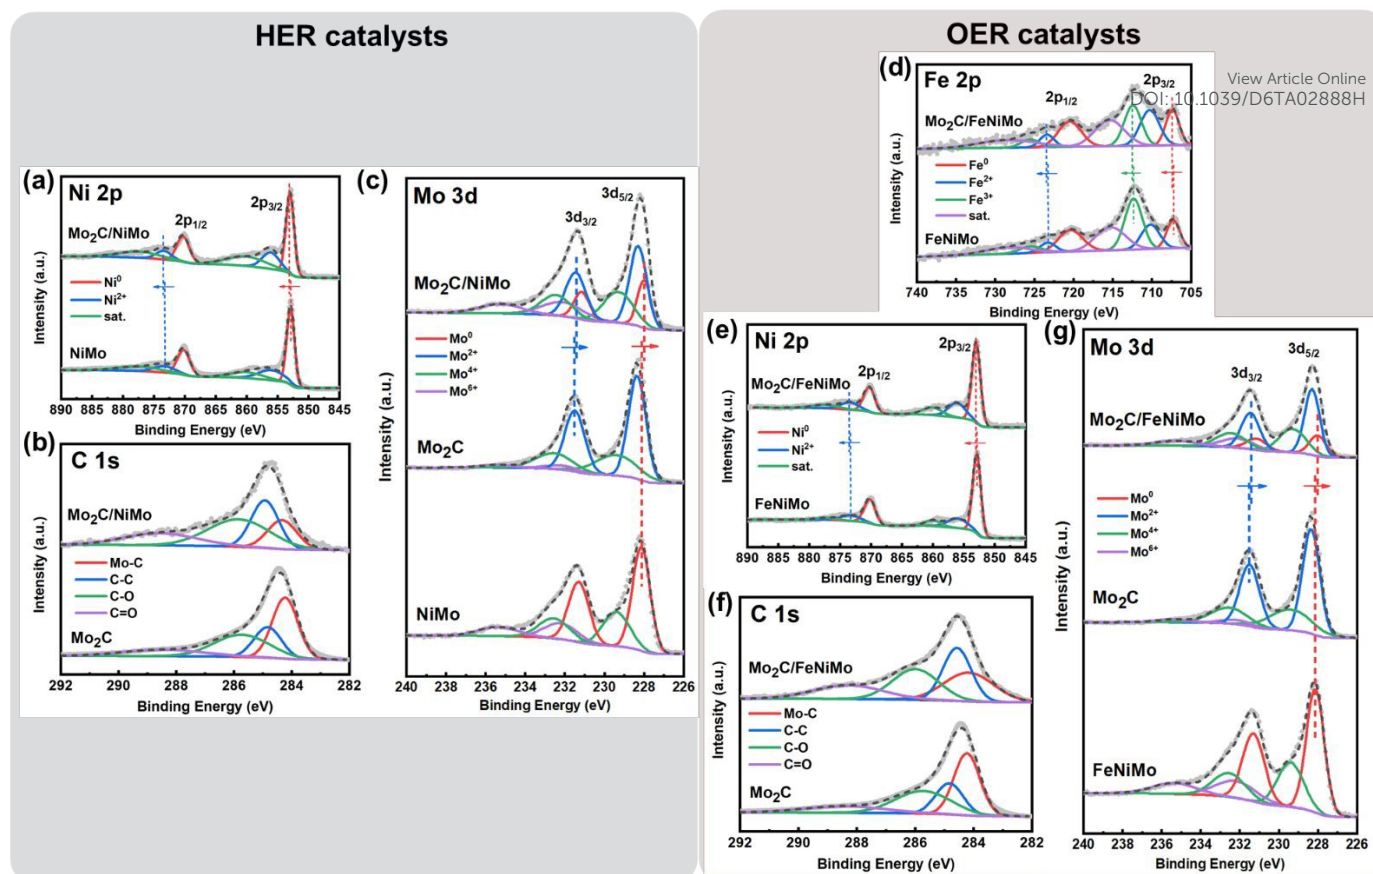 HER catalysts
OER catalysts
View Article Online
DOI: 10.1039/D6TA02888H
(a)
Ni 2p
2p1/2
2p3/2
Mo2C/NiMo
Ni0
Ni2+
sat.
NiMo
Intensity (a.u.)
890 885 880 875 870 865 860 855 850 845
Binding Energy (eV)
(b)
C 1s
Mo2C/NiMo
Mo-C
C-C
C-O
C=O
Mo2C
Intensity (a.u.)
292 290 288 286 284 282
Binding Energy (eV)
(c)
Mo 3d
3d5/2
3d3/2
Mo2C/NiMo
Mo0
Mo2+
Mo4+
Mo6+
Mo2C
NiMo
Intensity (a.u.)
240 238 236 234 232 230 228 226
Binding Energy (eV)
(d)
Fe 2p
2p1/2
2p3/2
Mo2C/FeNiMo
Fe0
Fe2+
Fe3+
sat.
FeNiMo
Intensity (a.u.)
740 735 730 725 720 715 710 705
Binding Energy (eV)
(e)
Ni 2p
2p3/2
2p1/2
Mo2C/FeNiMo
Ni0
Ni2+
sat.
FeNiMo
Intensity (a.u.)
890 885 880 875 870 865 860 855 850 845
Binding Energy (eV)
(f)
C 1s
Mo2C/FeNiMo
Mo-C
C-C
C-O
C=O
Mo2C
Intensity (a.u.)
292 290 288 286 284 282
Binding Energy (eV)
(g)
Mo 3d
3d5/2
3d3/2
Mo2C/FeNiMo
Mo0
Mo2+
Mo4+
Mo6+
Mo2C
FeNiMo
Intensity (a.u.)
240 238 236 234 232 230 228 226
Binding Energy (eV)